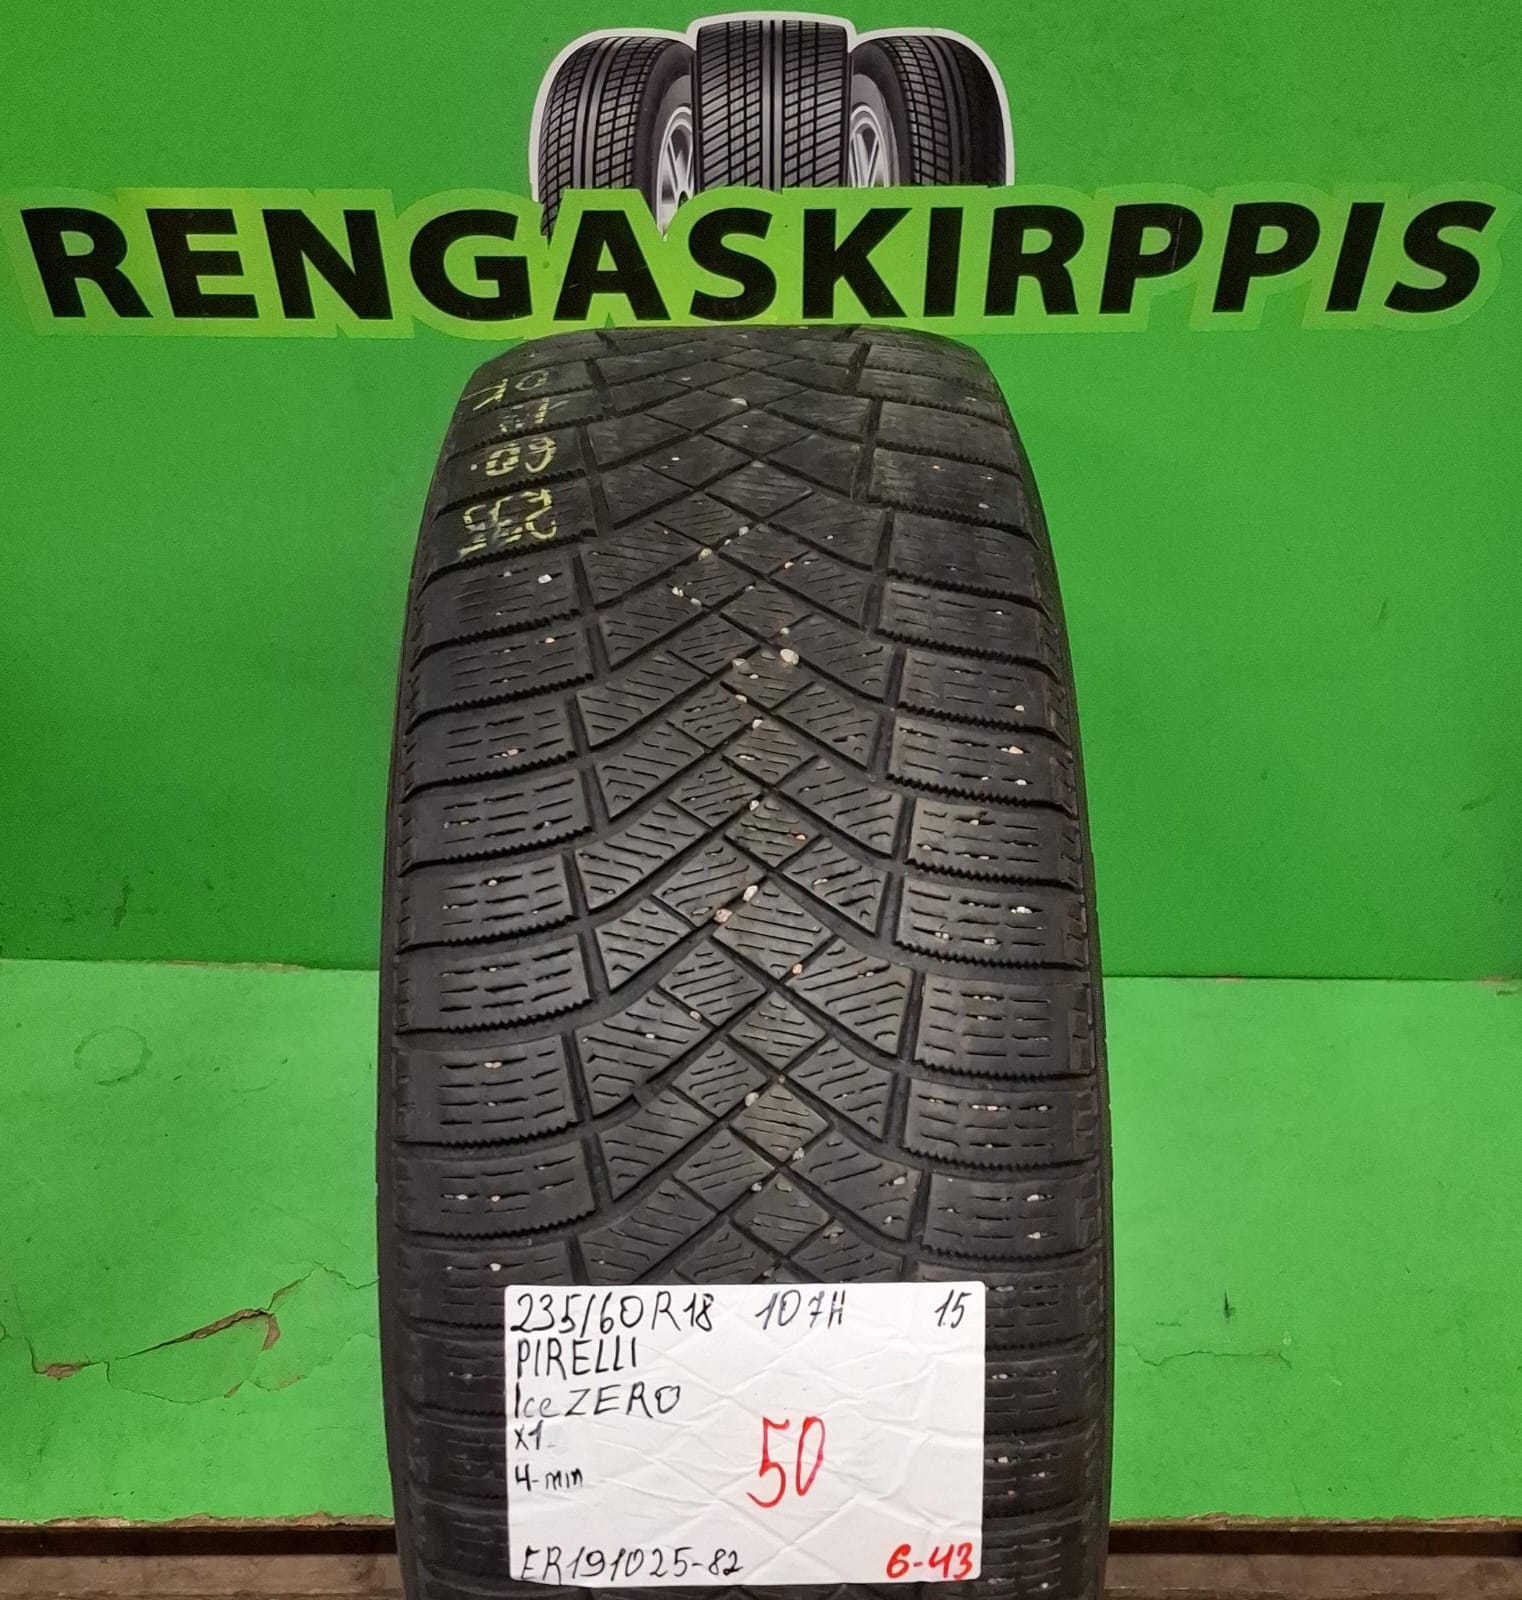 RENGASKIRPPIS
235/60R18 107H 15
PIRELLI
Ice ZERO
x1
50
4-mm
ER191025-82 6-43